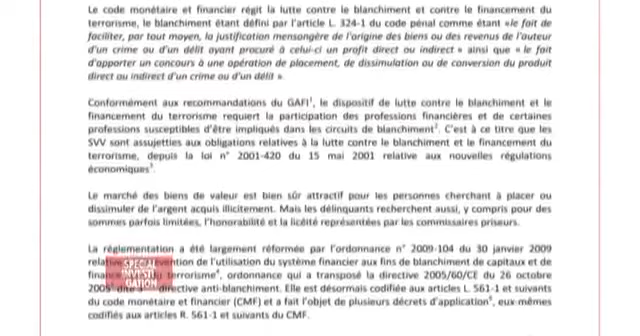 Le code monétaire et financier régit la lutte contre le blanchiment et contre le financement du
terrorisme, le blanchiment étant défini par l'article L. 324-1 du code pénal comme étant «le fait de
faciliter, par tout moyen, la justification mensongère de l'origine des biens ou des revenus de l'auteur
d'un crime ou d'un délit ayant procuré à celui-ci un profit direct ou indirect » ainsi que « le fait
d'apporter un concours à une opération de placement, de dissimulation ou de conversion du produit
direct ou indirect d'un crime ou d'un délit ».
Conformément aux recommandations du GAFI¹, le dispositif de lutte contre le blanchiment et le
financement du terrorisme requiert la participation des professions financières et de certaines
professions susceptibles d'être impliqués dans les circuits de blanchiment². C'est à ce titre que les
SVV sont assujetties aux obligations relatives à la lutte contre le blanchiment et le financement du
terrorisme, depuis la loi n° 2001-420 du 15 mai 2001 relative aux nouvelles régulations
économiques³.
Le marché des biens de valeur est bien sûr attractif pour les personnes cherchant à placer ou
dissimuler de l'argent acquis illicitement. Mais les délinquants recherchent aussi, y compris pour des
sommes parfois limitées, l'honorabilité et la licéité représentées par les commissaires priseurs.
La réglementation a été largement réformée par l'ordonnance n° 2009-104 du 30 janvier 2009
SPECIAL ention de l'utilisation du système financier aux fins de blanchiment de capitaux et de
INVESTI terrorisme⁴, ordonnance qui a transposé la directive 2005/60/CE du 26 octobre
GATION directive anti-blanchiment. Elle est désormais codifiée aux articles L. 561-1 et suivants
du code monétaire et financier (CMF) et a fait l'objet de plusieurs décrets d'application⁵, eux-mêmes
codifiés aux articles R. 561-1 et suivants du CMF.